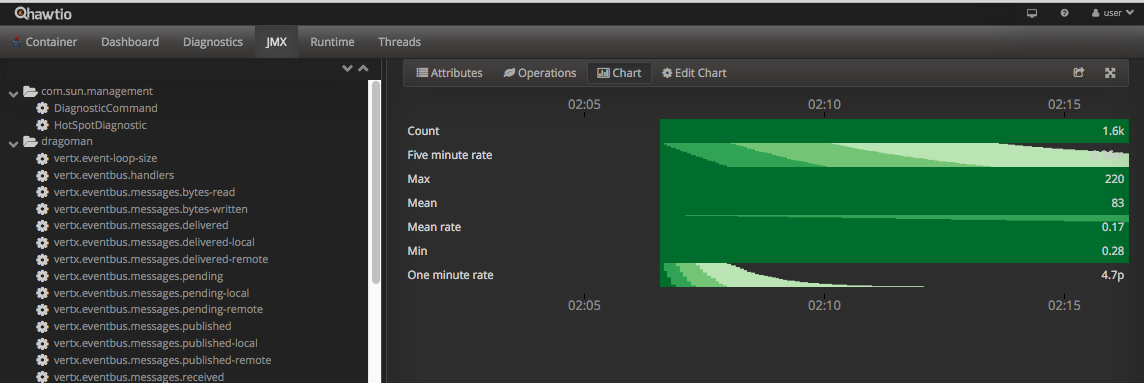 hawtio
user
Container Dashboard Diagnostics JMX Runtime Threads
Attributes Operations Chart Edit Chart
com.sun.management
DiagnosticCommand
HotSpotDiagnostic
dragoman
vertx.event-loop-size
vertx.eventbus.handlers
vertx.eventbus.messages.bytes-read
vertx.eventbus.messages.bytes-written
vertx.eventbus.messages.delivered
vertx.eventbus.messages.delivered-local
vertx.eventbus.messages.delivered-remote
vertx.eventbus.messages.pending
vertx.eventbus.messages.pending-local
vertx.eventbus.messages.pending-remote
vertx.eventbus.messages.published
vertx.eventbus.messages.published-local
vertx.eventbus.messages.published-remote
vertx.eventbus.messages.received
02:05 02:10 02:15
Count 1.6k
Five minute rate
Max 220
Mean 83
Mean rate 0.17
Min 0.28
One minute rate 4.7p
02:05 02:10 02:15